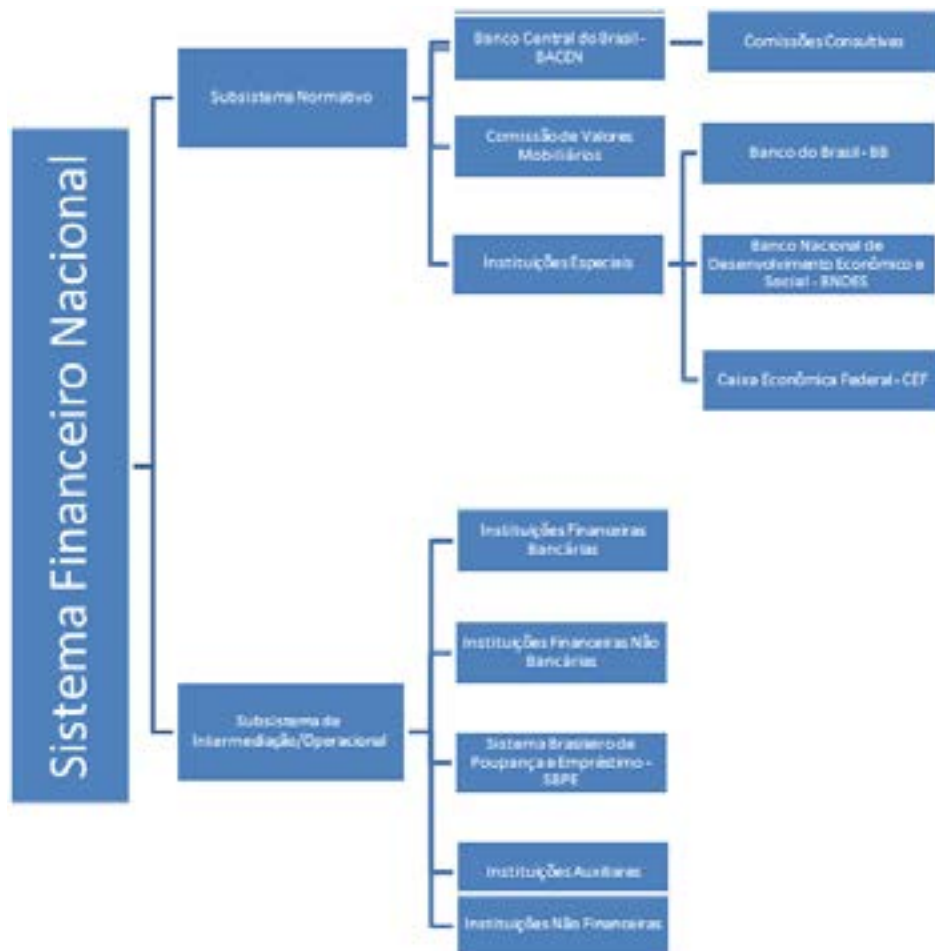 Sistema Financeiro Nacional
Subsistema Normativo
Banco Central do Brasil -
BACEN
Comissões Consultivas
Comissão de Valores
Mobiliários
Instituições Especiais
Banco do Brasil - BB
Banco Nacional de
Desenvolvimento Econômico e
Social - BNDES
Caixa Econômica Federal - CEF
Subsistema de
Intermediação/Operacional
Instituições Financeiras
Bancárias
Instituições Financeiras Não
Bancárias
Sistema Brasileiro de
Poupança e Empréstimo -
SBPE
Instituições Auxiliares
Instituições Não Financeiras